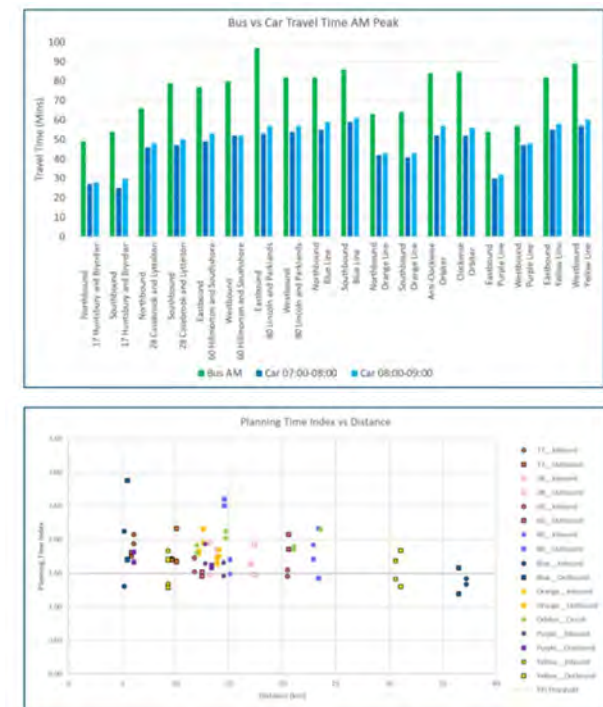 Bus vs Car Travel Time AM Peak
Travel Time (Mins)
100
90
80
70
60
50
40
30
20
10
0
Northbound
17 Huntsbury and Bryndwr
Southbound
17 Huntsbury and Bryndwr
Northbound
28 Casebrook and Lyttelton
Southbound
28 Casebrook and Lyttelton
Eastbound
60 Hillmorton and Southshore
Westbound
60 Hillmorton and Southshore
Eastbound
80 Lincoln and Parklands
Westbound
80 Lincoln and Parklands
Northbound
Blue Line
Southbound
Blue Line
Northbound
Orange Line
Southbound
Orange Line
Anti-Clockwise
Orbiter
Clockwise
Orbiter
Eastbound
Purple Line
Westbound
Purple Line
Eastbound
Yellow Line
Westbound
Yellow Line
Bus AM
Car 07:00-08:00
Car 08:00-09:00
Planning Time Index vs Distance
Planning Time Index
0
5
10
15
20
25
30
35
40
Distance (km)
17_Inbound
17_Outbound
28_Inbound
28_Outbound
60_Inbound
60_Outbound
80_Inbound
80_Outbound
Blue_Inbound
Blue_Outbound
Orange_Inbound
Orange_Outbound
Orbiter_Circuit
Purple_Inbound
Purple_Outbound
Yellow_Inbound
Yellow_Outbound